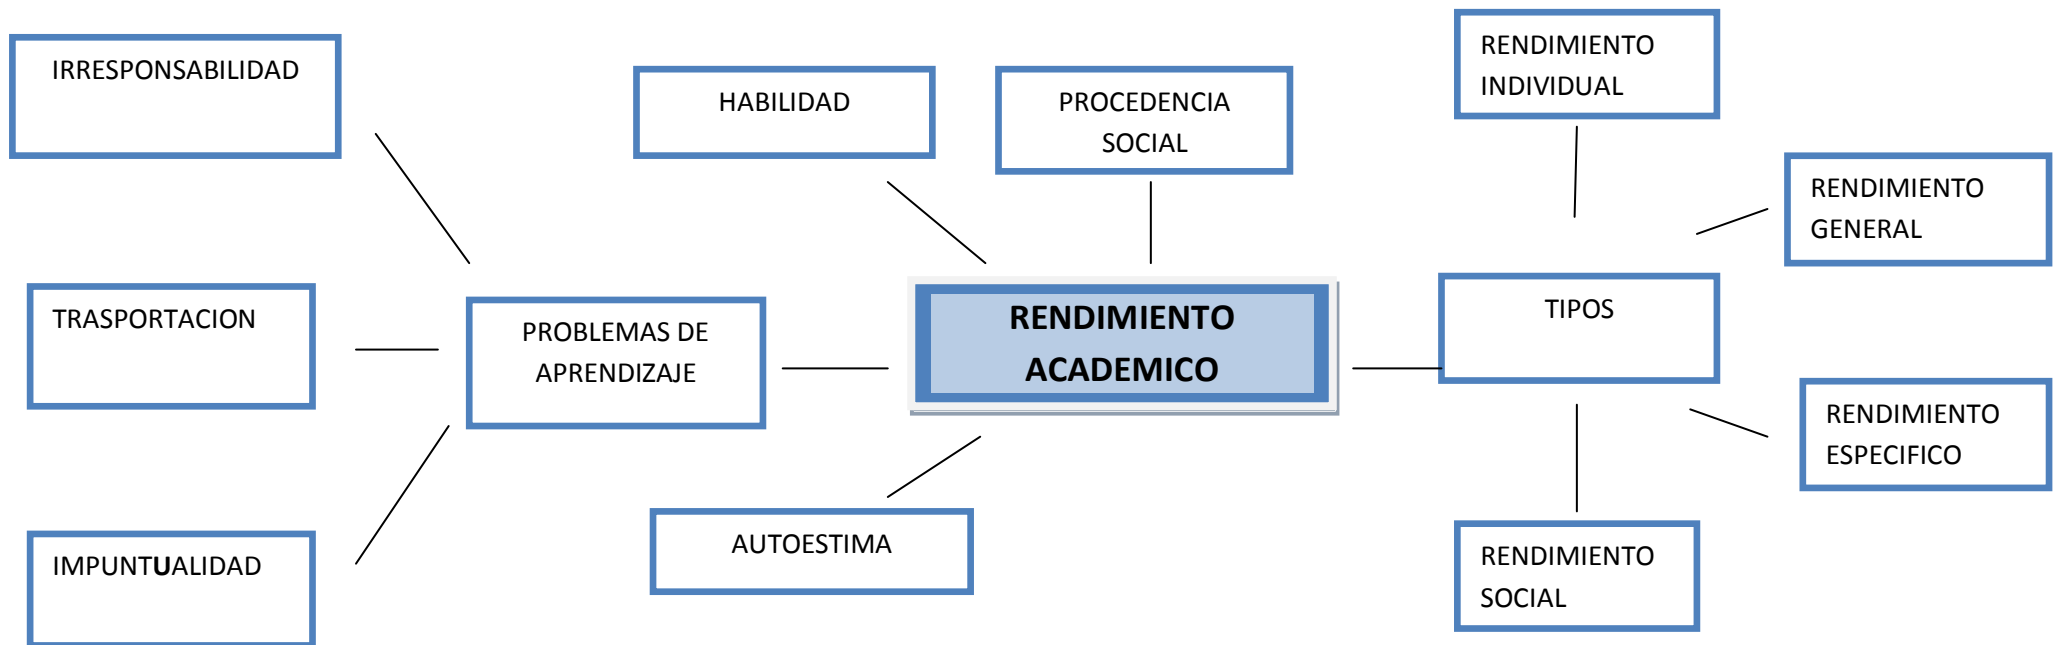 IRRESPONSABILIDAD
HABILIDAD
PROCEDENCIA
SOCIAL
RENDIMIENTO
INDIVIDUAL
RENDIMIENTO
GENERAL
TRASPORTACION
PROBLEMAS DE
APRENDIZAJE
RENDIMIENTO
ACADEMICO
TIPOS
RENDIMIENTO
ESPECIFICO
IMPUNTUALIDAD
AUTOESTIMA
RENDIMIENTO
SOCIAL